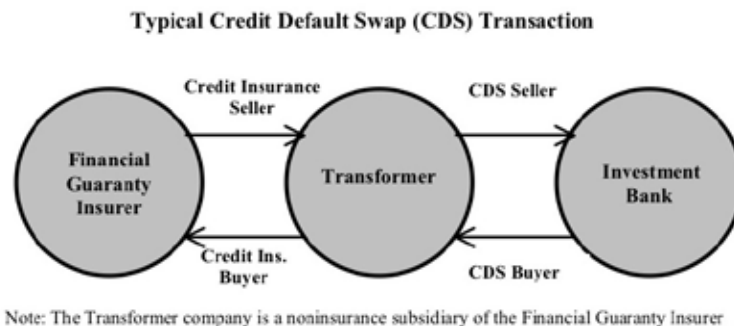 Typical Credit Default Swap (CDS) Transaction
Credit Insurance
Seller
CDS Seller
Financial
Guaranty
Insurer
Transformer
Investment
Bank
Credit Ins.
Buyer
CDS Buyer
Note: The Transformer company is a noninsurance subsidiary of the Financial Guaranty Insurer